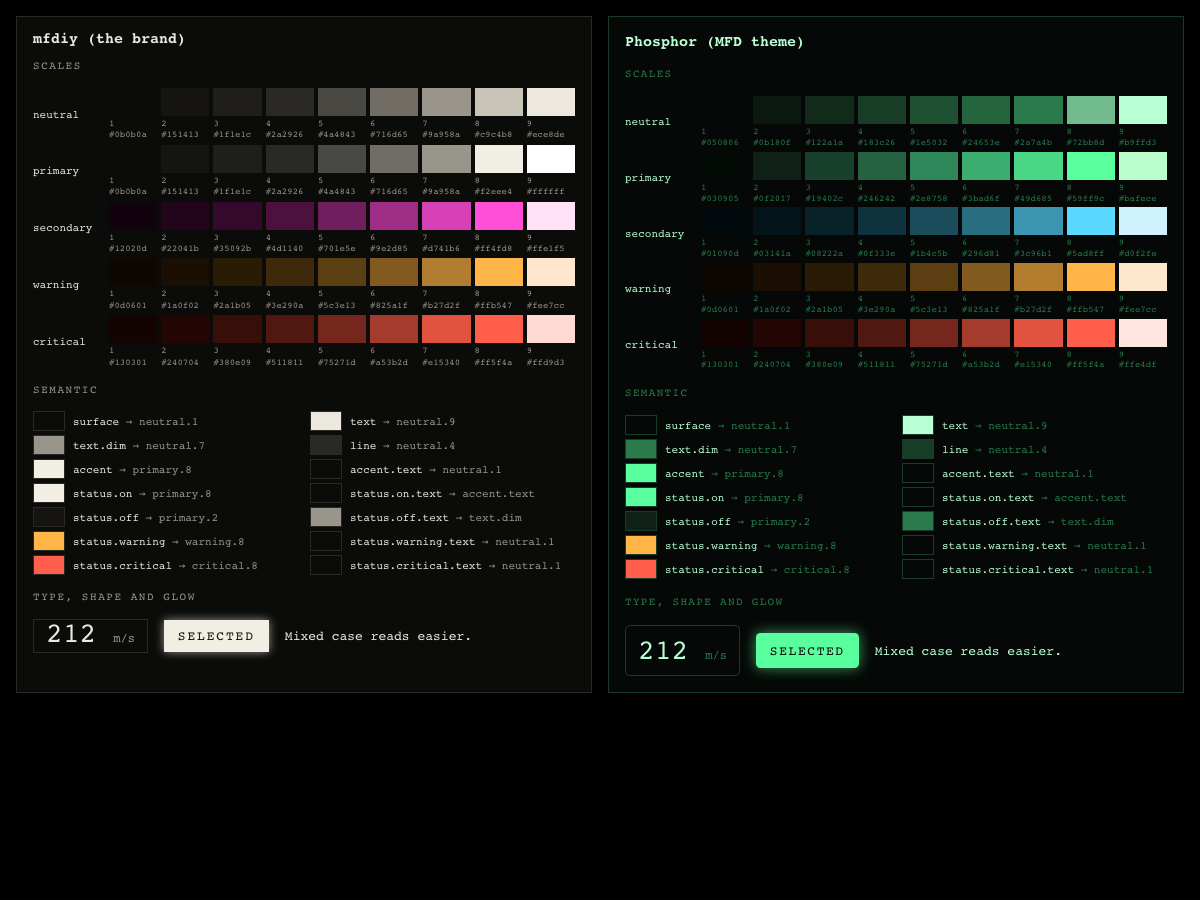 mfdiy (the brand)
SCALES
neutral
1 2 3 4 5 6 7 8 9
#0b0b0a #151413 #1f1e1c #2a2926 #4a4843 #716d65 #9a958a #c9c4b8 #ece8de
primary
1 2 3 4 5 6 7 8 9
#0b0b0a #151413 #1f1e1c #2a2926 #4a4843 #716d65 #9a958a #f2eee4 #ffffff
secondary
1 2 3 4 5 6 7 8 9
#12020d #22041b #35092b #4d1140 #701e5e #9e2d85 #d741b6 #ff4fd8 #ffe1f5
warning
1 2 3 4 5 6 7 8 9
#0d0601 #1a0f02 #2a1b05 #3e290a #5c3e13 #825a1f #b27d2f #ffb547 #fee7cc
critical
1 2 3 4 5 6 7 8 9
#130301 #240704 #380e09 #511811 #75271d #a53b2d #e15340 #ff5f4a #ffd9d3
SEMANTIC
surface → neutral.1 text → neutral.9
text.dim → neutral.7 line → neutral.4
accent → primary.8 accent.text → neutral.1
status.on → primary.8 status.on.text → accent.text
status.off → primary.2 status.off.text → text.dim
status.warning → warning.8 status.warning.text → neutral.1
status.critical → critical.8 status.critical.text → neutral.1
TYPE, SHAPE AND GLOW
212 m/s SELECTED Mixed case reads easier.
Phosphor (MFD theme)
SCALES
neutral
1 2 3 4 5 6 7 8 9
#050806 #0b180f #122a1a #183c26 #1e5032 #24653e #2a7a4b #72bb8d #b9ffd3
primary
1 2 3 4 5 6 7 8 9
#030905 #0f2017 #19402c #246242 #2e8758 #3bad6f #49d685 #59ff9c #bafece
secondary
1 2 3 4 5 6 7 8 9
#01090d #03141a #08222a #0f333e #1b4c5b #296d81 #3c96b1 #5ad8ff #d0f2fe
warning
1 2 3 4 5 6 7 8 9
#0d0601 #1a0f02 #2a1b05 #3e290a #5c3e13 #825a1f #b27d2f #ffb547 #fee7cc
critical
1 2 3 4 5 6 7 8 9
#130301 #240704 #380e09 #511811 #75271d #a53b2d #e15340 #ff5f4a #ffe4df
SEMANTIC
surface → neutral.1 text → neutral.9
text.dim → neutral.7 line → neutral.4
accent → primary.8 accent.text → neutral.1
status.on → primary.8 status.on.text → accent.text
status.off → primary.2 status.off.text → text.dim
status.warning → warning.8 status.warning.text → neutral.1
status.critical → critical.8 status.critical.text → neutral.1
TYPE, SHAPE AND GLOW
212 m/s SELECTED Mixed case reads easier.